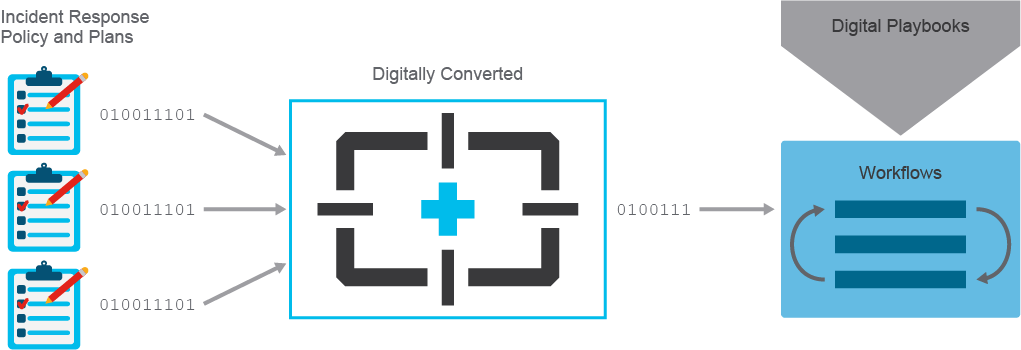 Incident Response
Policy and Plans
Digitally Converted
Digital Playbooks
010011101
010011101
010011101
0100111
Workflows